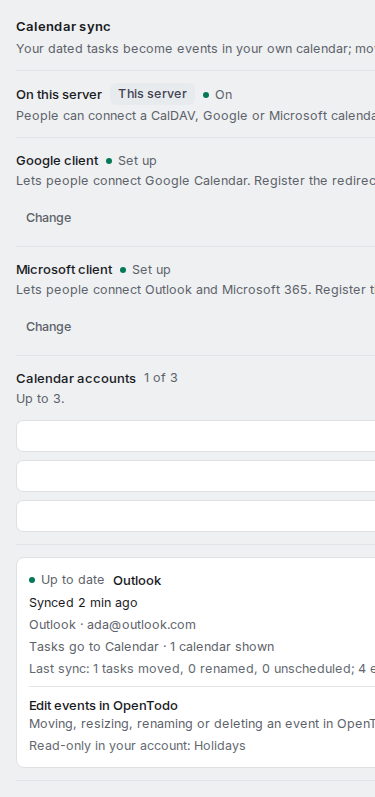 Calendar sync
Your dated tasks become events in your own calendar; mo
On this server This server On
People can connect a CalDAV, Google or Microsoft calenda
Google client Set up
Lets people connect Google Calendar. Register the redirec
Change
Microsoft client Set up
Lets people connect Outlook and Microsoft 365. Register t
Change
Calendar accounts 1 of 3
Up to 3.
Up to date Outlook
Synced 2 min ago
Outlook · ada@outlook.com
Tasks go to Calendar · 1 calendar shown
Last sync: 1 tasks moved, 0 renamed, 0 unscheduled; 4 e
Edit events in OpenTodo
Moving, resizing, renaming or deleting an event in OpenT
Read-only in your account: Holidays